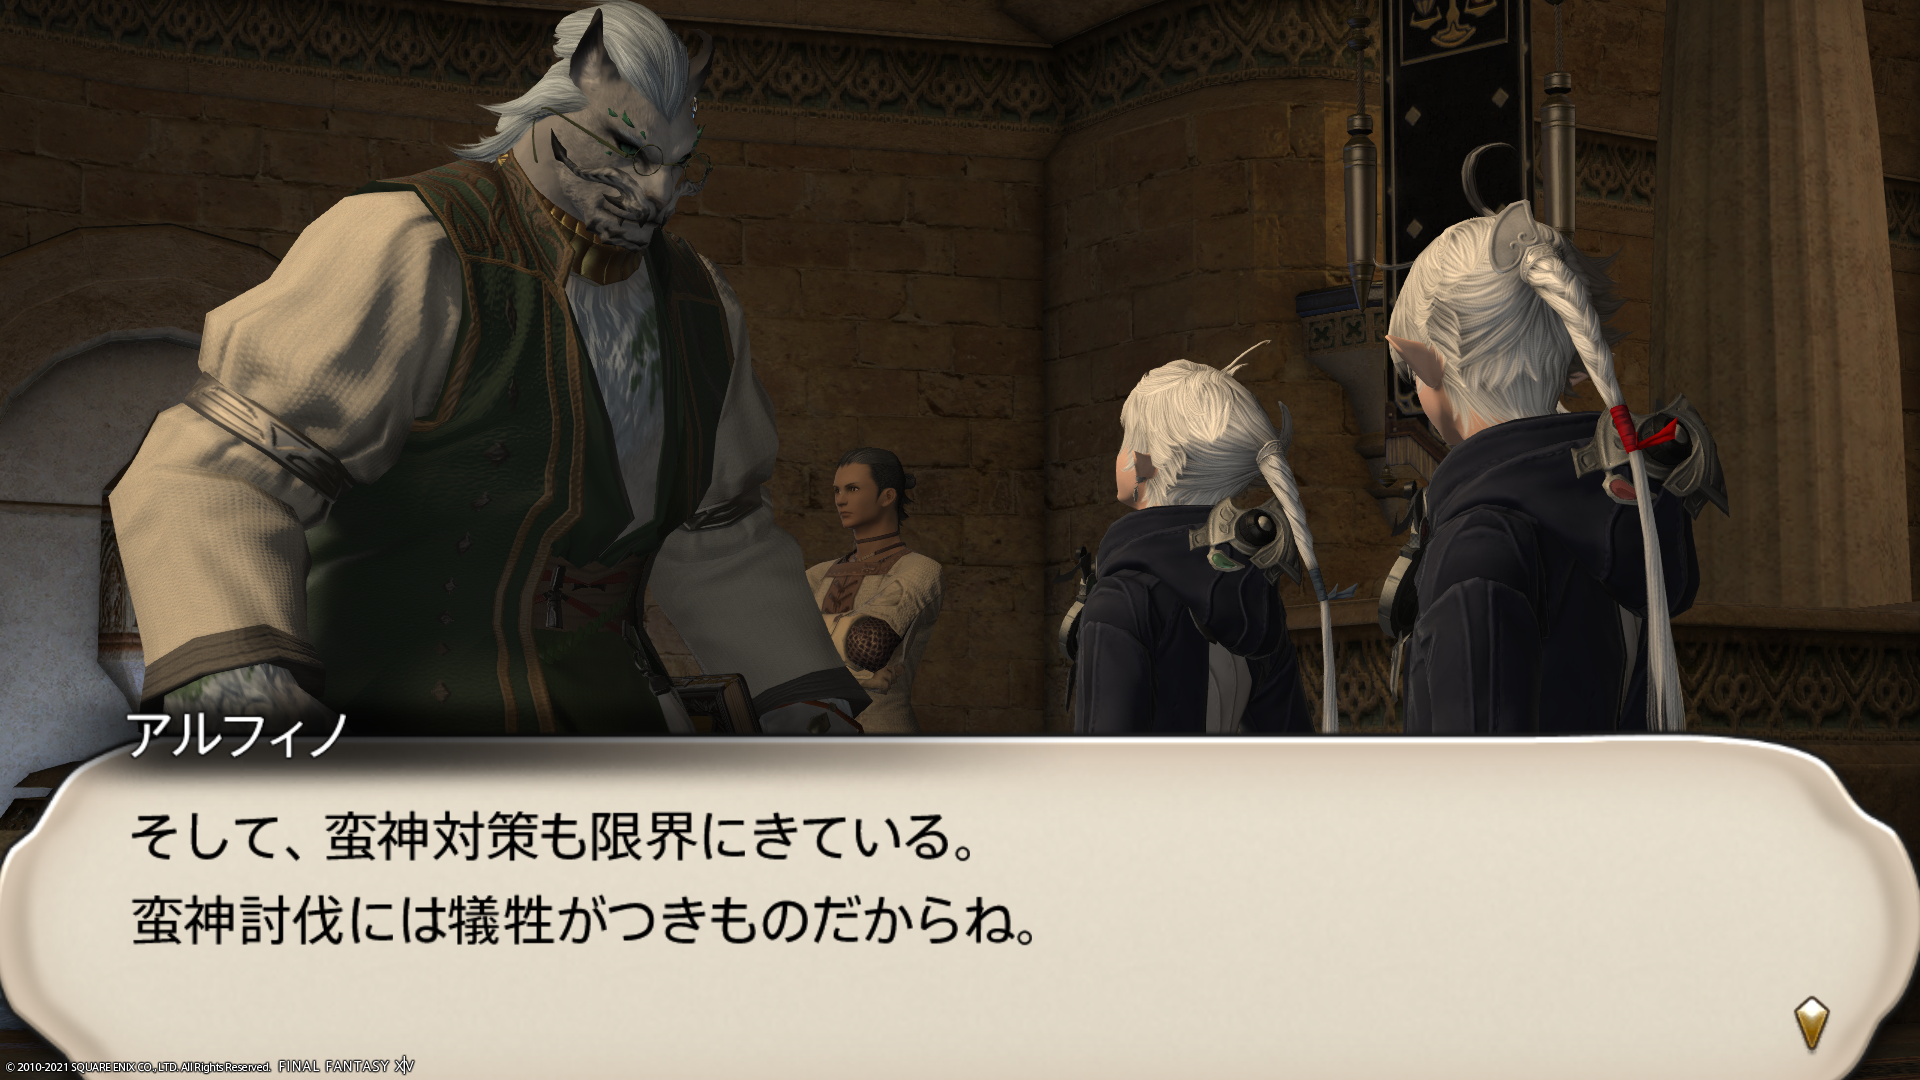 アルフィノ
そして、蛮神対策も限界にきている。
蛮神討伐には犠牲がつきものだからね。
© 2010-2021 SQUARE ENIX CO., LTD. All Rights Reserved. FINAL FANTASY XIV